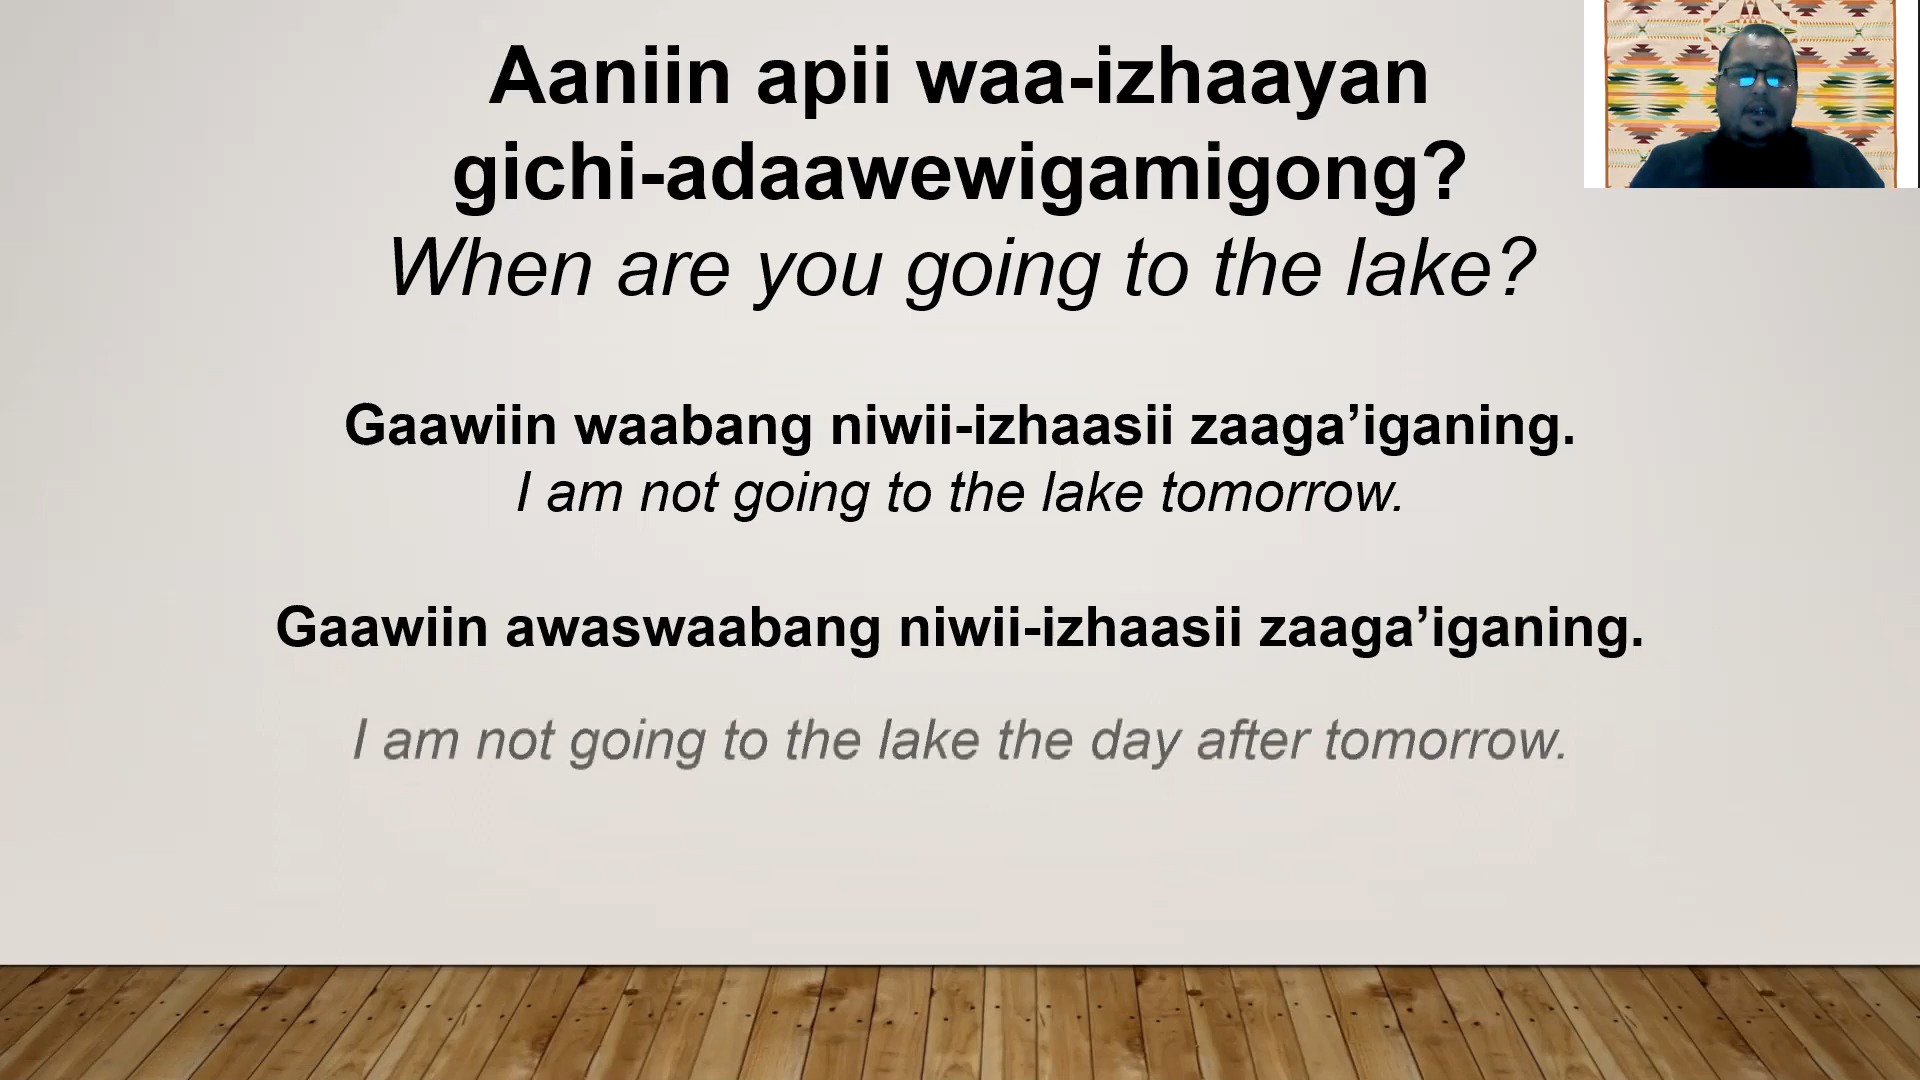 Aaniin apii waa-izhaayan
gichi-adaawewigamigong?
When are you going to the lake?
Gaawiin waabang niwii-izhaasii zaaga’iganing.
I am not going to the lake tomorrow.
Gaawiin awaswaabang niwii-izhaasii zaaga’iganing.
I am not going to the lake the day after tomorrow.